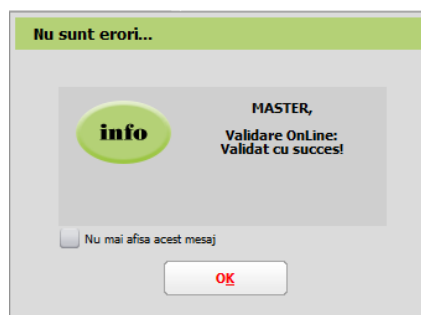 Nu sunt erori...
info
MASTER,
Validare OnLine:
Validat cu succes!
Nu mai afisa acest mesaj
OK